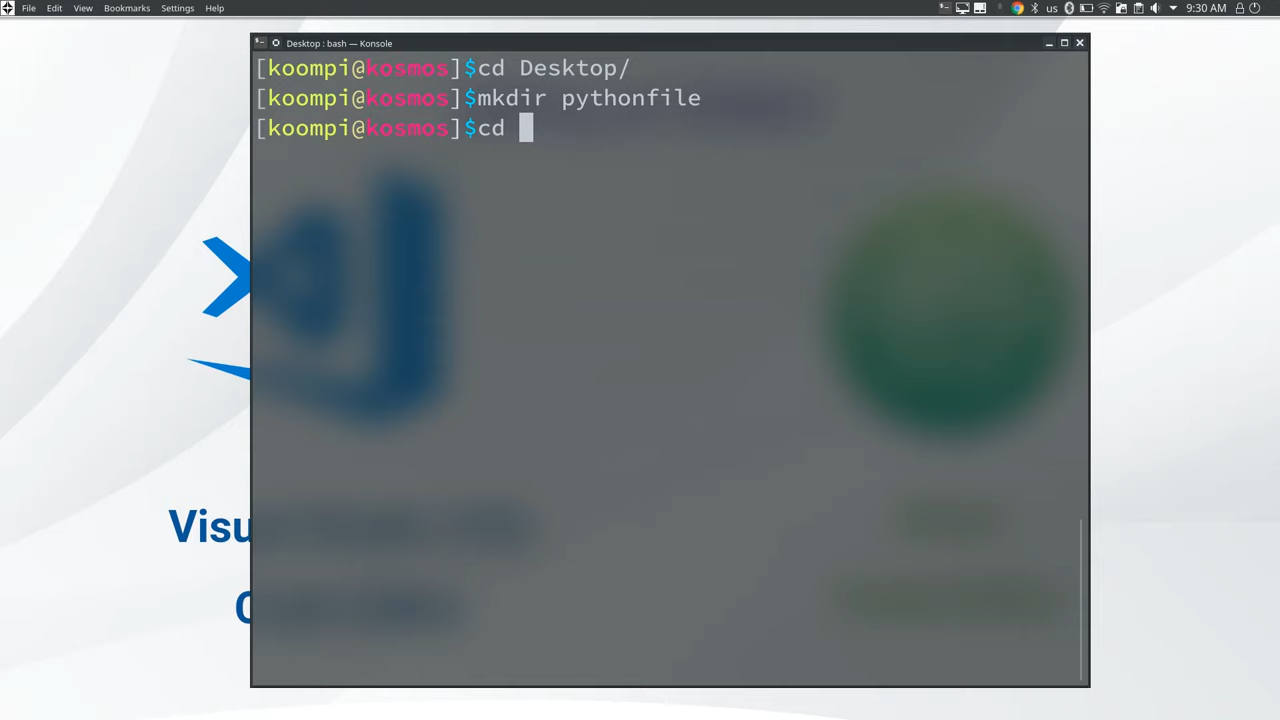 File Edit View Bookmarks Settings Help
us 9:30 AM
Desktop : bash — Konsole
[koompi@kosmos]$cd Desktop/
[koompi@kosmos]$mkdir pythonfile
[koompi@kosmos]$cd